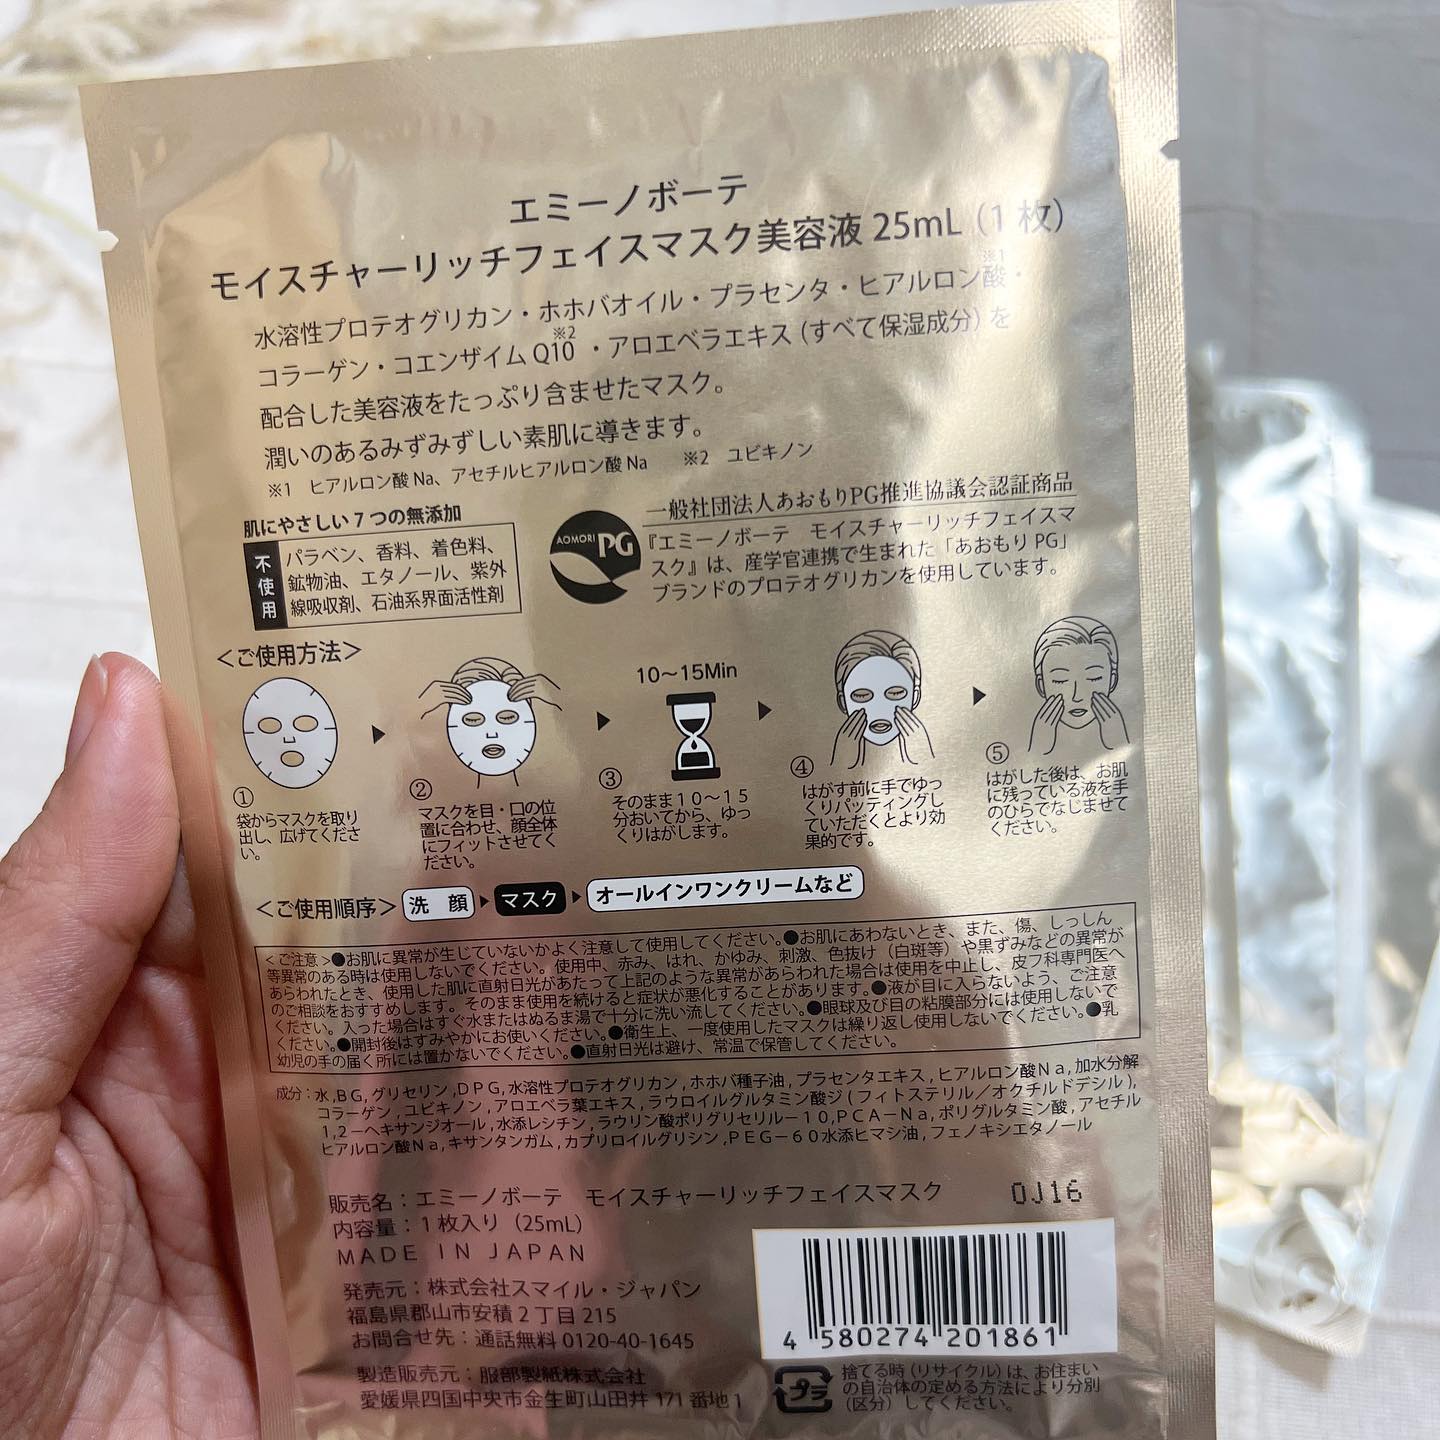 エミーノボーテ
モイスチャーリッチフェイスマスク美容液 25mL（1 枚）
水溶性プロテオグリカン・ホホバオイル・プラセンタ・ヒアルロン酸※1・
コラーゲン・コエンザイム Q10※2・アロエベラエキス（すべて保湿成分）を
配合した美容液をたっぷり含ませたマスク。
潤いのあるみずみずしい素肌に導きます。
※1　ヒアルロン酸 Na、アセチルヒアルロン酸 Na　※2　ユビキノン
肌にやさしい 7 つの無添加
不使用
パラベン、香料、着色料、
鉱物油、エタノール、紫外
線吸収剤、石油系界面活性剤
AOMORI PG
一般社団法人あおもりPG推進協議会認証商品
『エミーノボーテ　モイスチャーリッチフェイスマ
スク』は、産学官連携で生まれた「あおもり PG」
ブランドのプロテオグリカンを使用しています。
＜ご使用方法＞
①
袋からマスクを取り
出し、広げてくださ
い。
②
マスクを目・口の位
置に合わせ、顔全体
にフィットさせてく
ださい。
10〜15Min
③
そのまま１０〜１５
分おいてから、ゆっ
くりはがします。
④
はがす前に手でゆっ
くりパッティングし
ていただくとより効
果的です。
⑤
はがした後は、お肌
に残っている液を手
のひらでなじませて
ください。
＜ご使用順序＞ 洗 顔 ▶ マスク ▶ オールインワンクリームなど
＜ご注意＞●お肌に異常が生じていないかよく注意して使用してください。●お肌にあわないとき、また、傷、しっしん
等異常のある時は使用しないでください。使用中、赤み、はれ、かゆみ、刺激、色抜け（白斑等）や黒ずみなどの異常が
あらわれたとき、使用した肌に直射日光があたって上記のような異常があらわれた場合は使用を中止し、皮フ科専門医へ
のご相談をおすすめします。そのまま使用を続けると症状が悪化することがあります。●液が目に入らないよう、ご注意
ください。入った場合はすぐ水またはぬるま湯で十分に洗い流してください。●眼球及び目の粘膜部分には使用しないで
ください。●開封後はすみやかにお使いください。●衛生上、一度使用したマスクは繰り返し使用しないでください。●乳
幼児の手の届く所には置かないでください。●直射日光は避け、常温で保管してください。
成分：水,ＢＧ,グリセリン,ＤＰＧ,水溶性プロテオグリカン,ホホバ種子油,プラセンタエキス,ヒアルロン酸Ｎａ,加水分解
コラーゲン,ユビキノン,アロエベラ葉エキス,ラウロイルグルタミン酸ジ(フィトステリル／オクチルドデシル),
1,2－ヘキサンジオール,水添レシチン,ラウリン酸ポリグリセリル－１０,ＰＣＡ－Ｎａ,ポリグルタミン酸,アセチル
ヒアルロン酸Ｎａ,キサンタンガム,カプリロイルグリシン,ＰＥＧ－６０水添ヒマシ油,フェノキシエタノール
販売名：エミーノボーテ　モイスチャーリッチフェイスマスク
OJ16
内容量：1 枚入り（25mL）
MADE IN JAPAN
発売元：株式会社スマイル・ジャパン
福島県郡山市安積 2 丁目 215
お問合せ先：通話無料 0120-40-1645
製造販売元：服部製紙株式会社
愛媛県四国中央市金生町山田井 171 番地 1
4 580274 201861
プラ
捨てる時（リサイクル）は、お住まい
の自治体の定める方法により分別
（区分）してください。